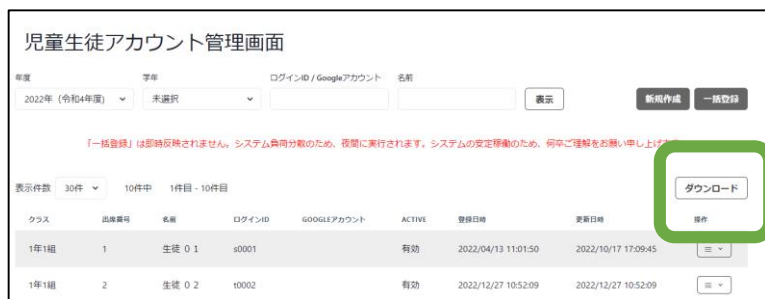 児童生徒アカウント管理画面
年度 学年 ログインID / Googleアカウント 名前
2022年（令和4年度） 未選択 表示 新規作成 一括登録
「一括登録」は即時反映されません。システム負荷分散のため、夜間に実行されます。システムの安定稼働のため、何卒ご理解をお願い申し上げ
表示件数 30件 10件中 1件目 - 10件目 ダウンロード
クラス 出席番号 名前 ログインID GOOGLEアカウント ACTIVE 登録日時 更新日時 操作
1年1組 1 生徒 0 1 s0001 有効 2022/04/13 11:01:50 2022/10/17 17:09:45
1年1組 2 生徒 0 2 t0002 有効 2022/12/27 10:52:09 2022/12/27 10:52:09